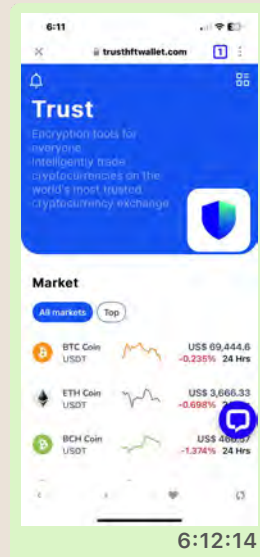 6:11
trusthftwallet.com
1
Trust
Encryption tools for
everyone
Intelligently trade
cryptocurrencies on the
world's most trusted
cryptocurrency exchange
Market
All markets
Top
BTC Coin
US$ 69,444.6
USDT
-0.235% 24 Hrs
ETH Coin
US$ 3,666.33
USDT
-0.698%
BCH Coin
US$
USDT
-1.374% 24 Hrs
6:12:14